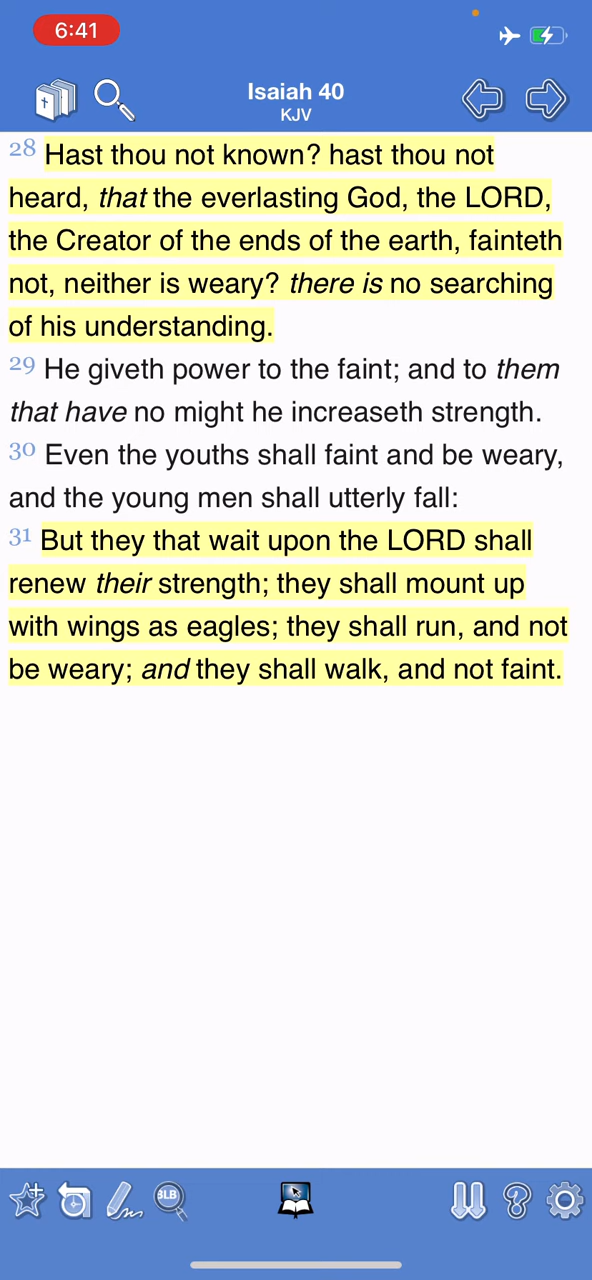 6:41
Isaiah 40
KJV
28 Hast thou not known? hast thou not
heard, that the everlasting God, the LORD,
the Creator of the ends of the earth, fainteth
not, neither is weary? there is no searching
of his understanding.
29 He giveth power to the faint; and to them
that have no might he increaseth strength.
30 Even the youths shall faint and be weary,
and the young men shall utterly fall:
31 But they that wait upon the LORD shall
renew their strength; they shall mount up
with wings as eagles; they shall run, and not
be weary; and they shall walk, and not faint.
BLB